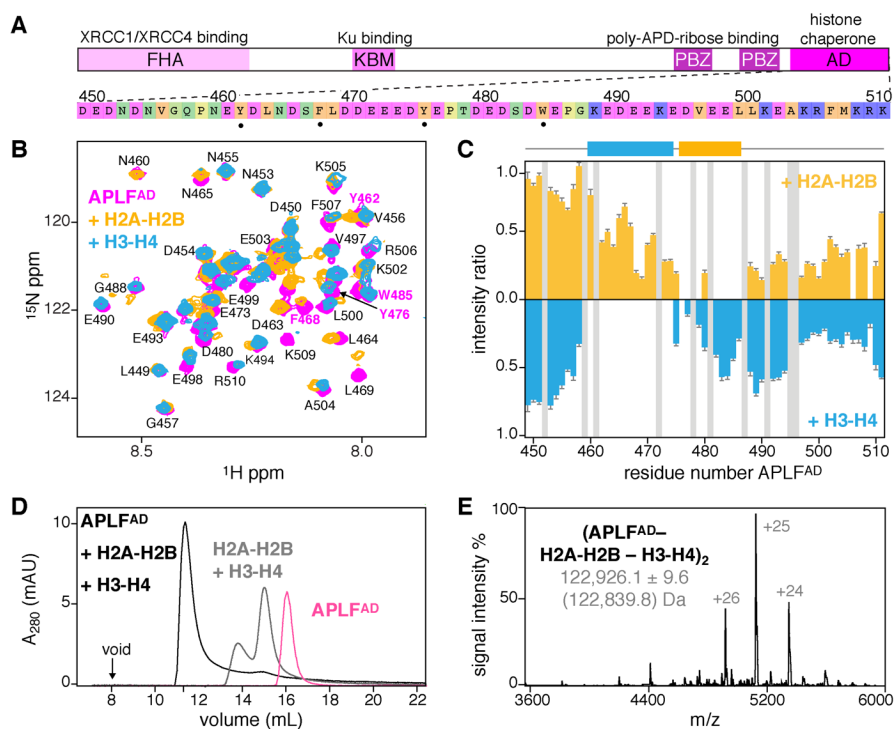 A
XRCC1/XRCC4 binding
Ku binding
poly-APD-ribose binding
histone
chaperone
FHA
KBM
PBZ
PBZ
AD
450 460 470 480 490 500 510
DEDNDNVGQPNEYDLNDSFLDDEEEDYEPTDEDSDWEPGKEDEEKEDVEELLKEAKRFMKRK
B
APLFAD
+ H2A-H2B
+ H3-H4
N460
N455
N465
N453
K505
Y462
D450
F507
V456
E503
V497
R506
D454
K502
G488
W485
E490
E499
Y476
E473
F468
L500
E493
D463
L464
D480
K494
K509
L449
E498
R510
L469
A504
G457
120
122
124
15N ppm
8.5
8.0
1H ppm
C
+ H2A-H2B
+ H3-H4
1.0
0.5
0.0
0.5
1.0
intensity ratio
450 460 470 480 490 500 510
residue number APLFAD
D
APLFAD
+ H2A-H2B
+ H3-H4
H2A-H2B
+ H3-H4
APLFAD
void
10
5
0
A280 (mAU)
8 10 12 14 16 18 20 22
volume (mL)
E
(APLFAD–
H2A-H2B – H3-H4)2
122,926.1 ± 9.6
(122,839.8) Da
+25
+26
+24
100
50
0
signal intensity %
3600 4400 5200 6000
m/z